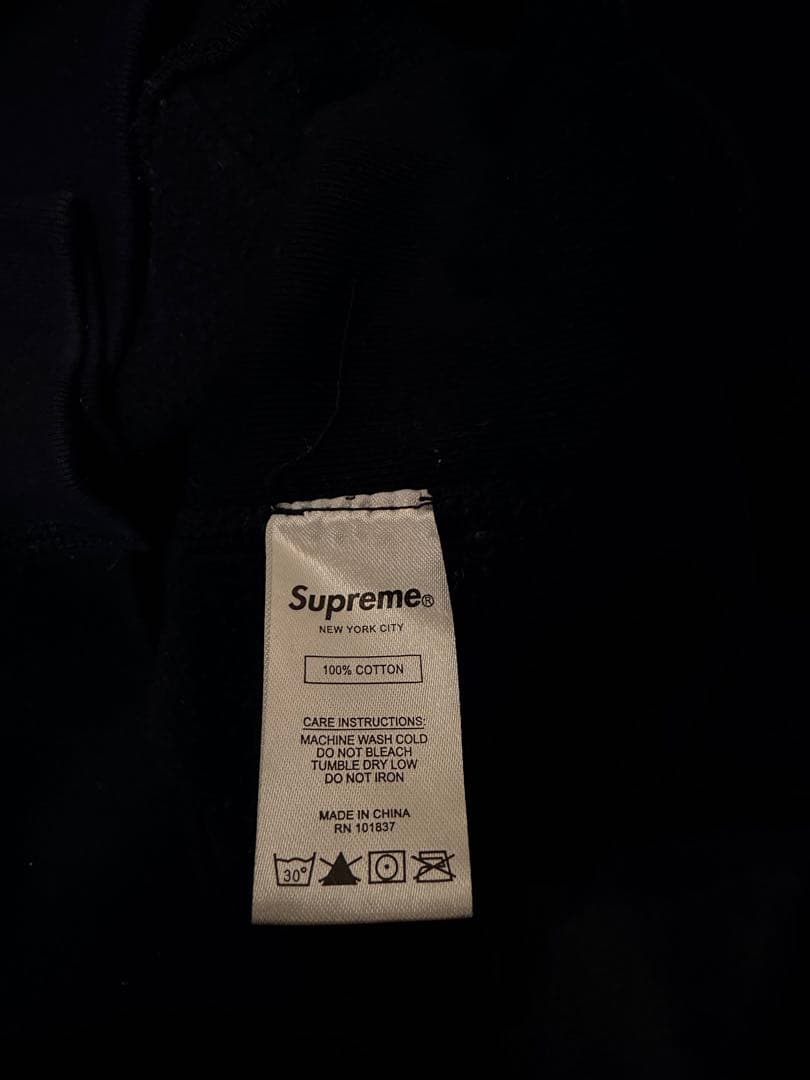 Supreme®
NEW YORK CITY
100% COTTON
CARE INSTRUCTIONS:
MACHINE WASH COLD
DO NOT BLEACH
TUMBLE DRY LOW
DO NOT IRON
MADE IN CHINA
RN 101837
30°